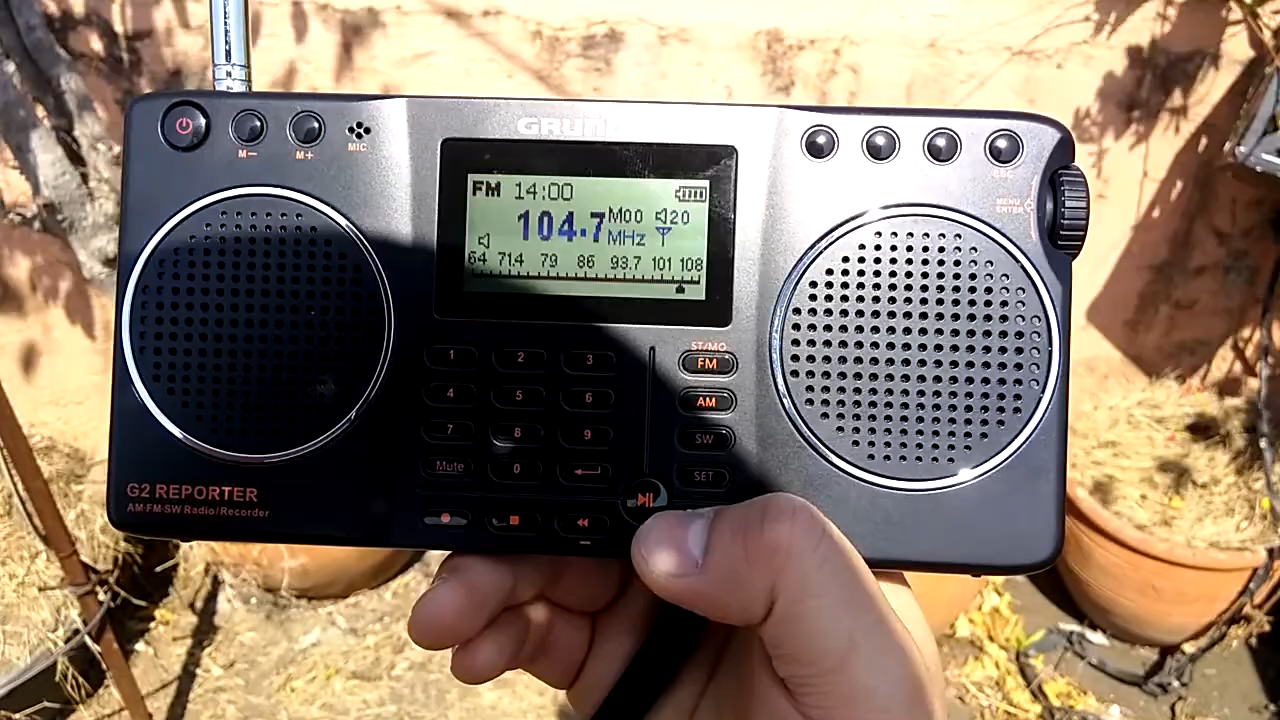 GRUN
M− M+ MIC
FM 14:00
104.7 M00 20
MHz
64 71.4 79 86 93.7 101 108
MENU
ENTER
1 2 3
4 5 6
7 8 9
Mute 0
ST/MO
FM
AM
SW
SET
G2 REPORTER
AM-FM-SW Radio/Recorder